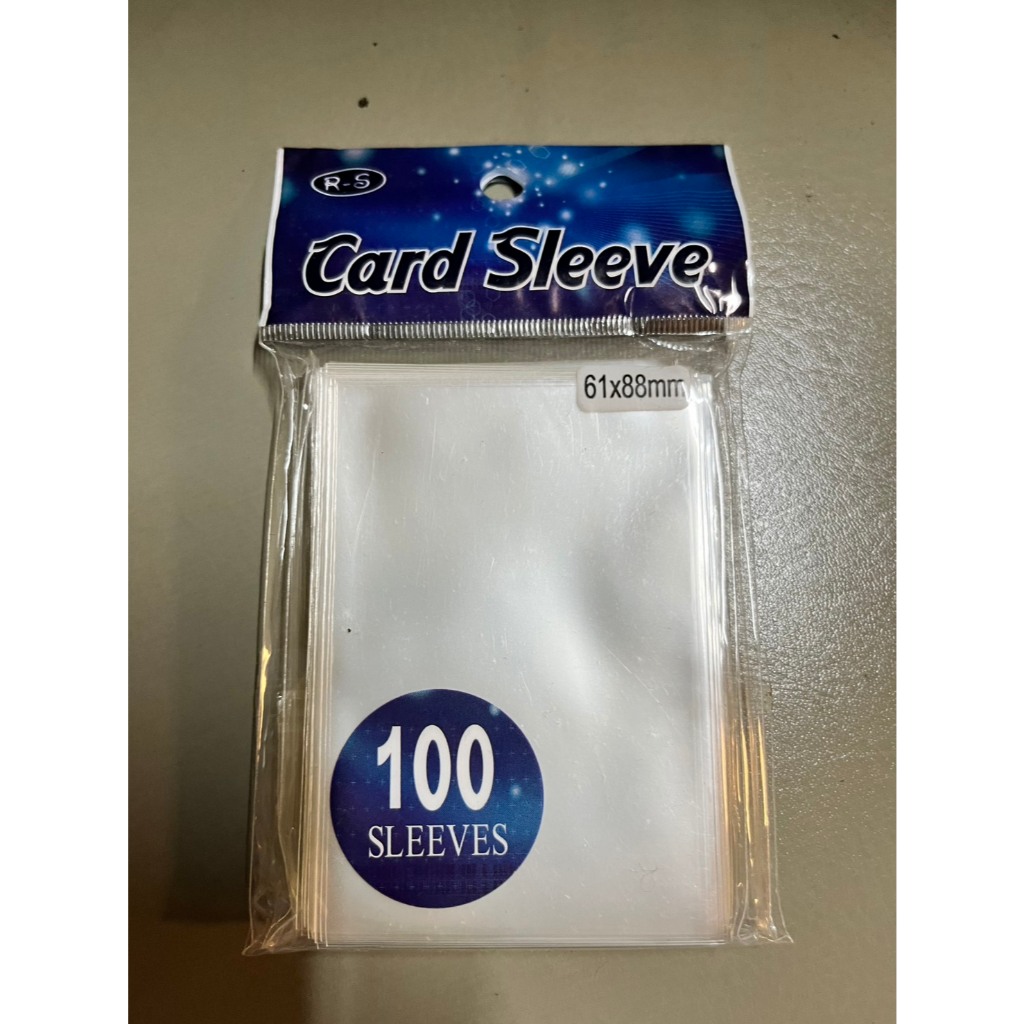 R-S
Card Sleeve
61x88mm
100
SLEEVES